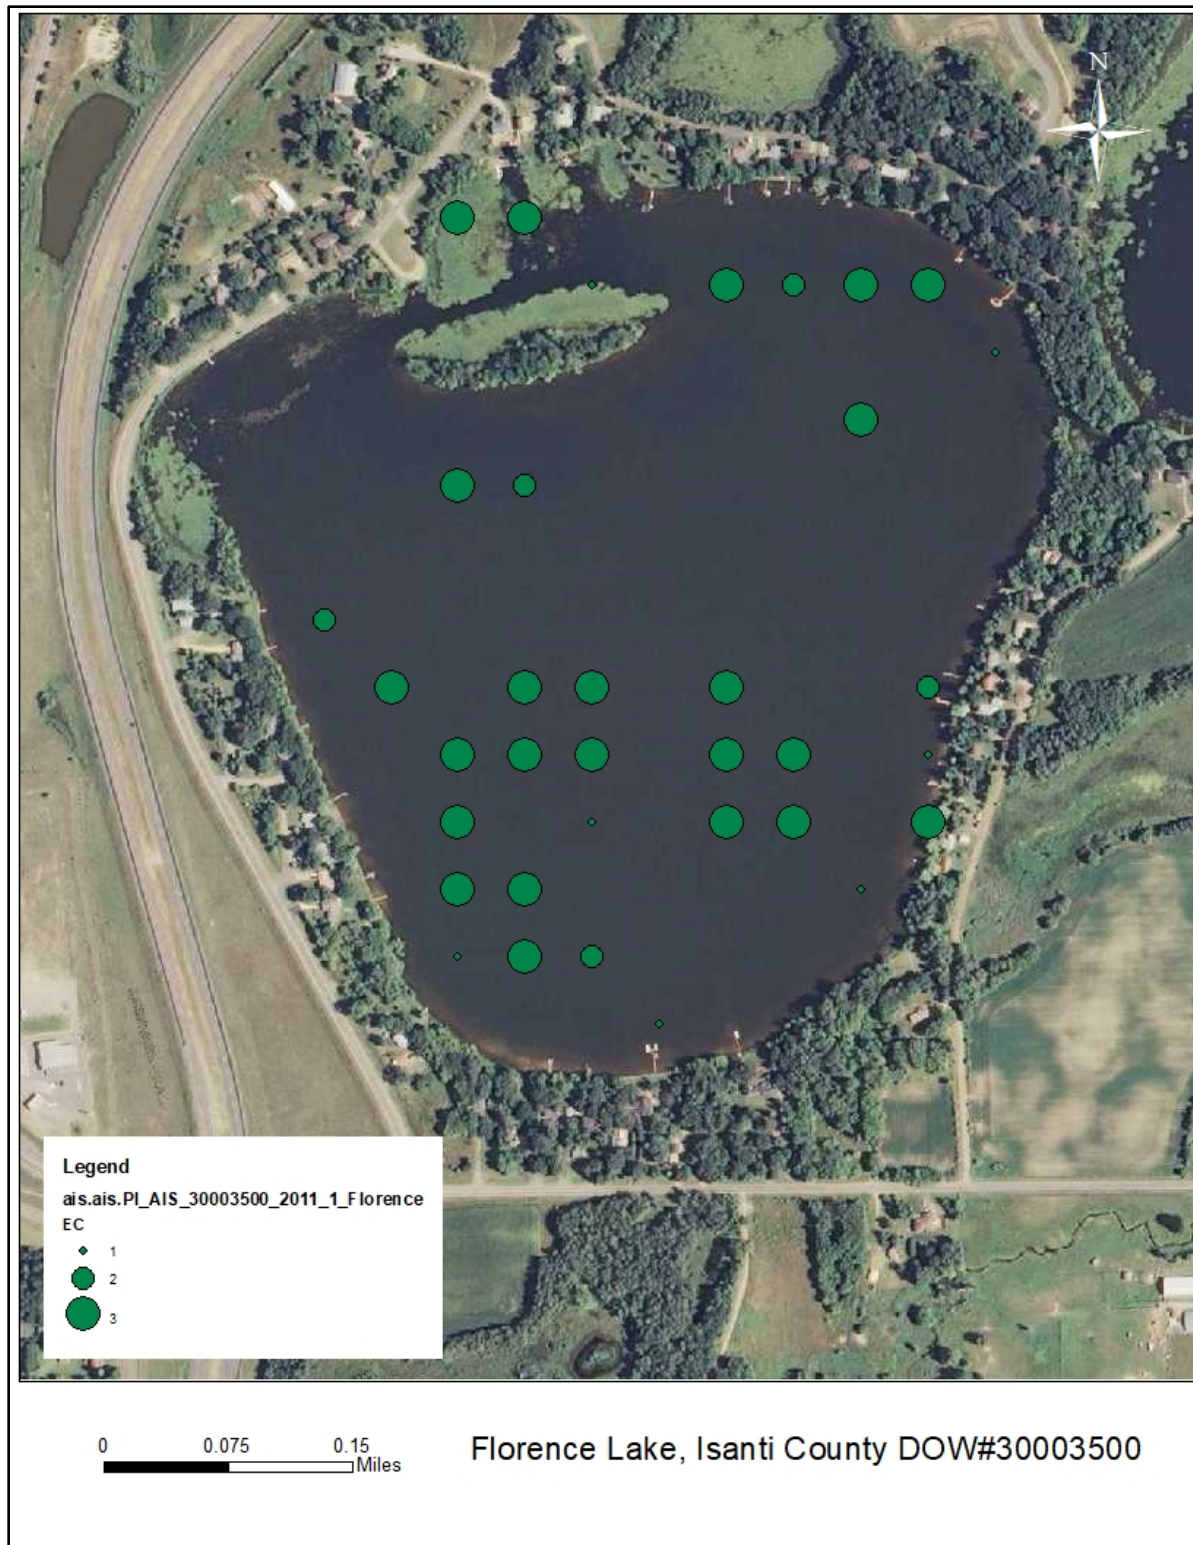 N
Legend
ais.ais.PI_AIS_30003500_2011_1_Florence
EC
1
2
3
0 0.075 0.15
Miles
Florence Lake, Isanti County DOW#30003500